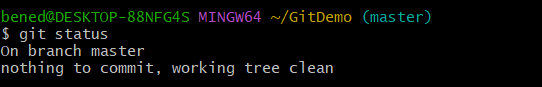 bened@DESKTOP-88NFG4S MINGW64 ~/GitDemo (master)
$ git status
On branch master
nothing to commit, working tree clean